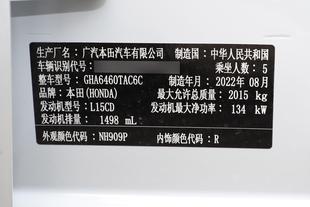 生产厂名：广汽本田汽车有限公司 制造国：中华人民共和国
车辆识别代号： 乘坐人数：5
整车型号：GHA6460TAC6C 制造年月：2022年08月
品牌：本田(HONDA) 最大允许总质量：2015 kg
发动机型号：L15CD 发动机最大净功率：134 kW
发动机排量：1498 mL
外观颜色代码：NH909P 内饰颜色代码：R